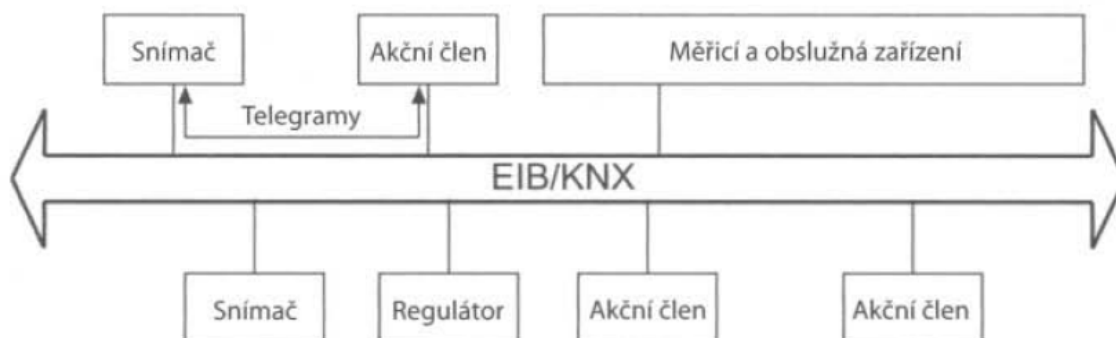 Snímač
Akční člen
Měřicí a obslužná zařízení
Telegramy
EIB/KNX
Snímač
Regulátor
Akční člen
Akční člen